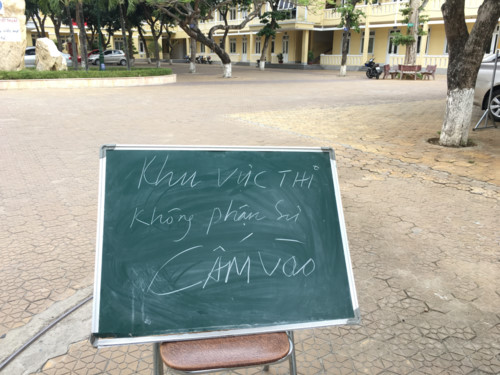 Khu vực THi
Không phận sự
CẤM VÀO